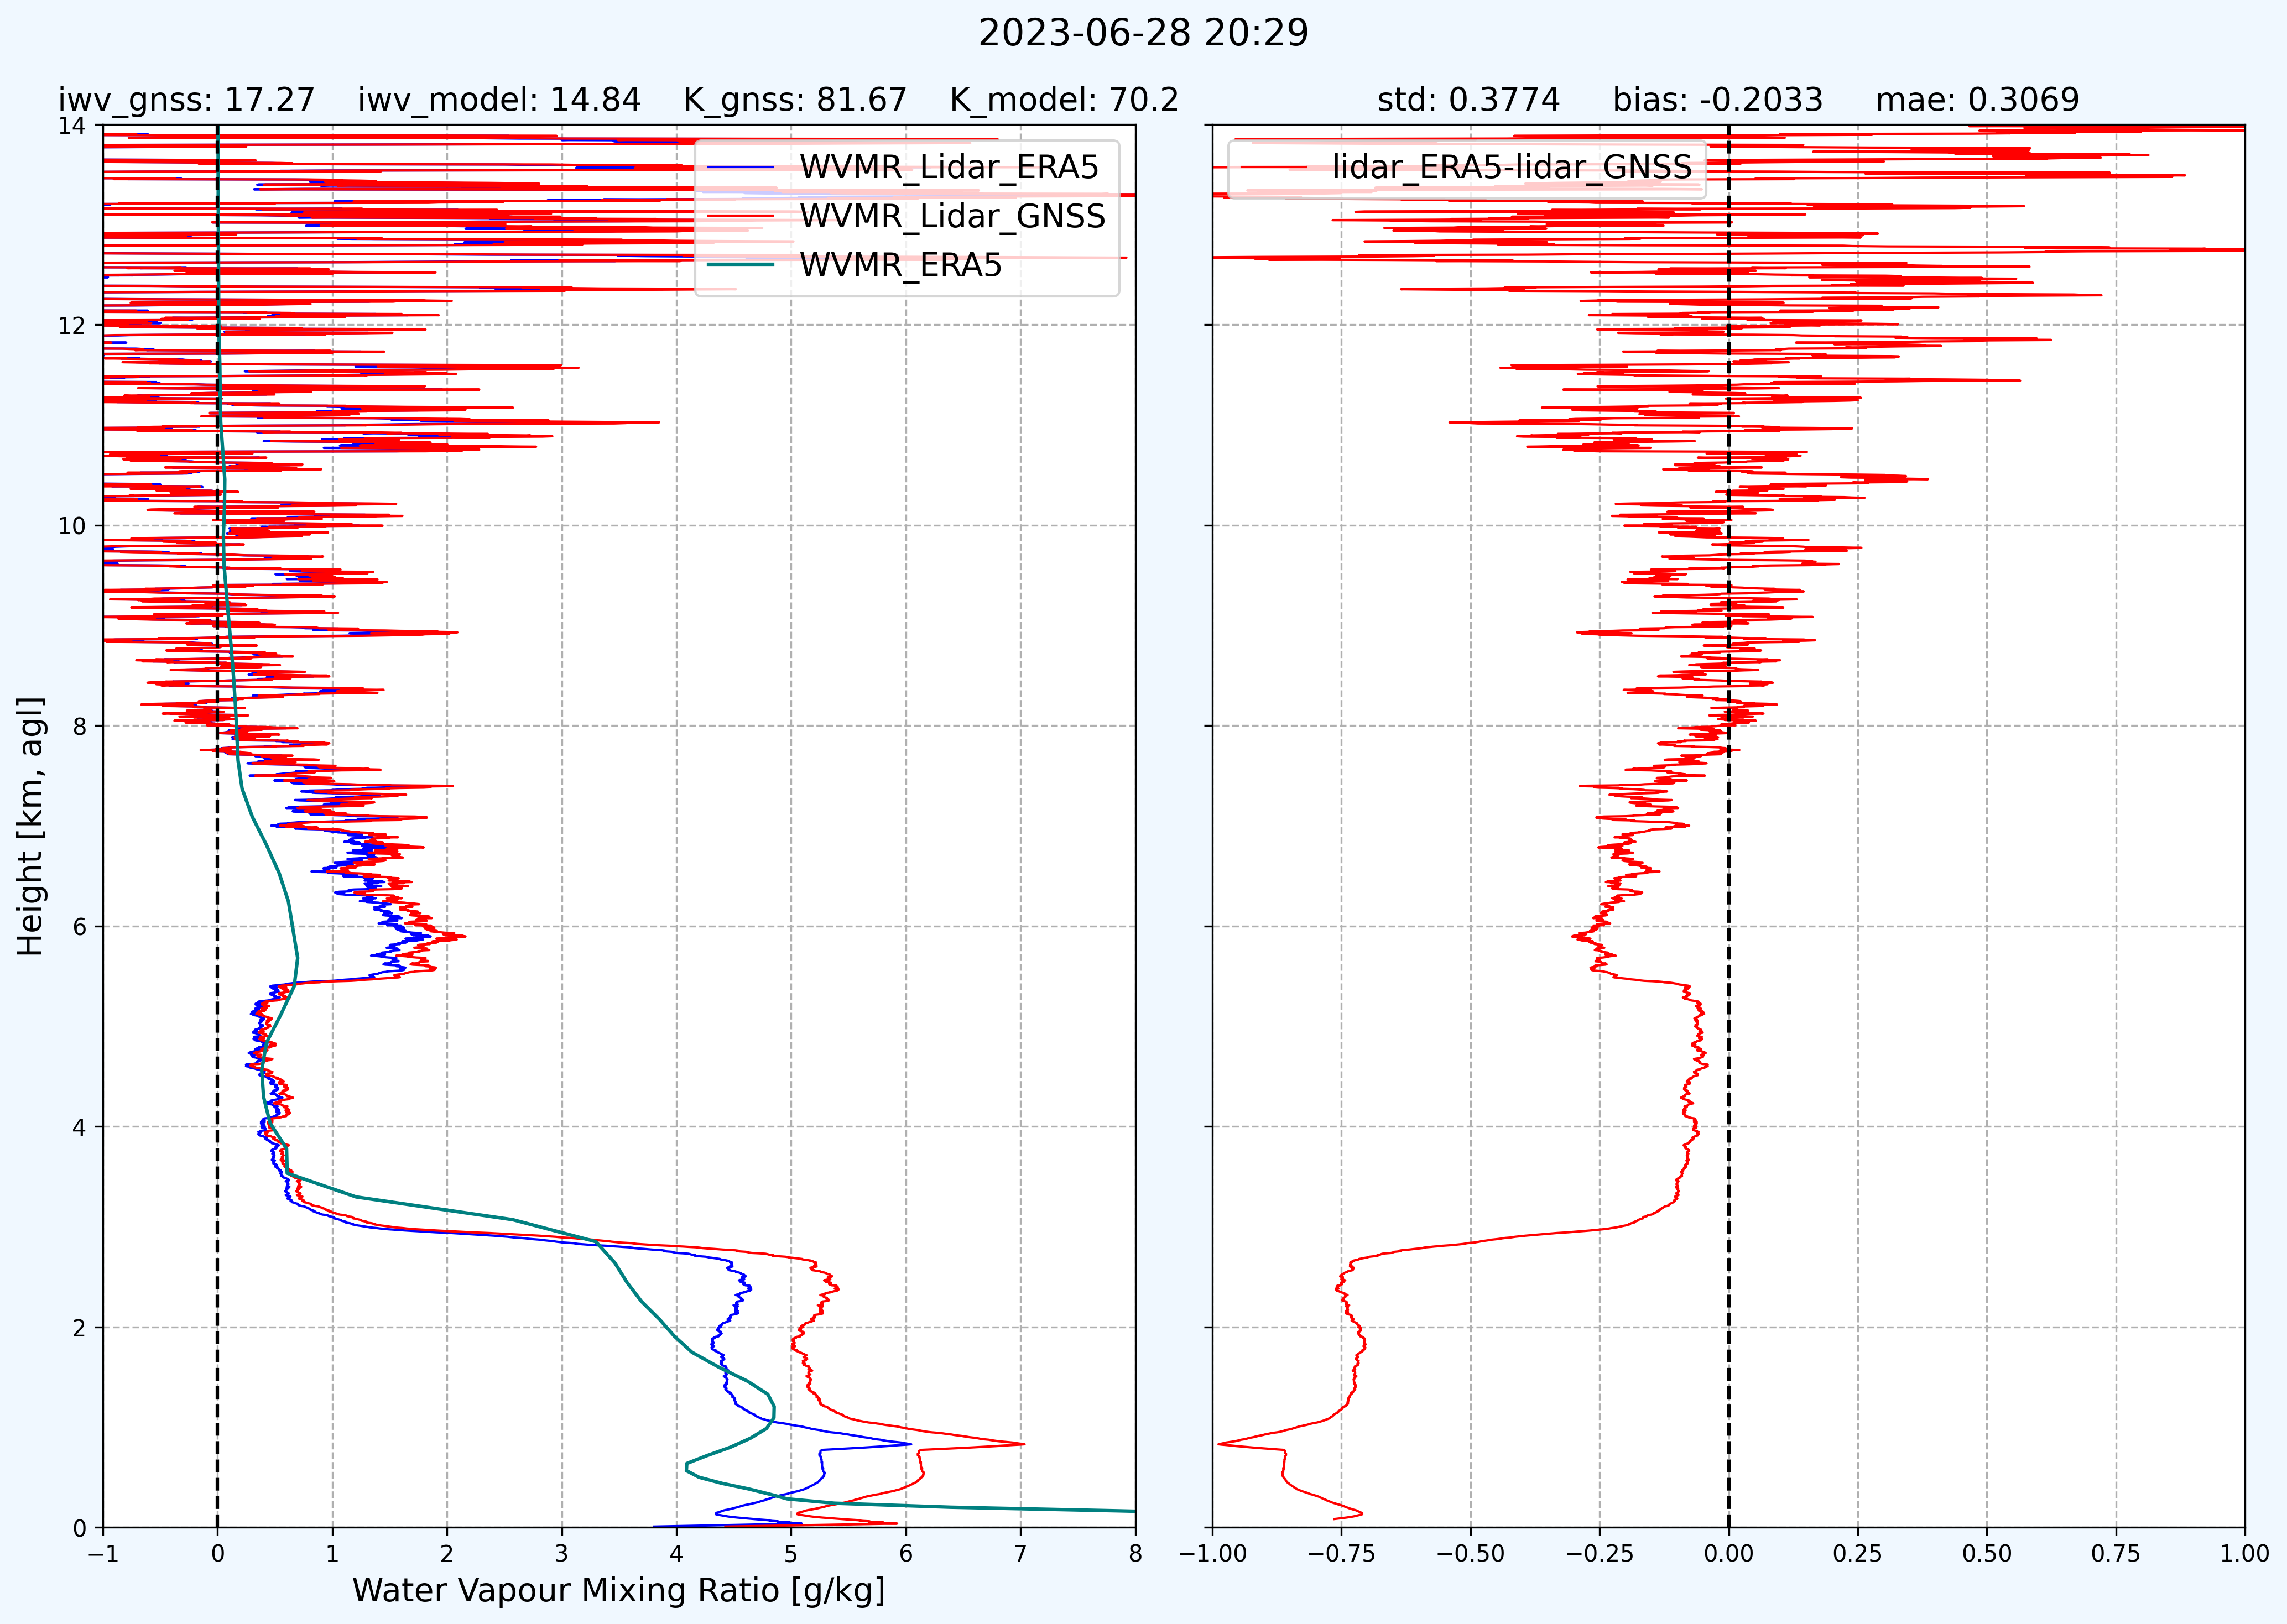 2023-06-28 20:29
iwv_gnss: 17.27 iwv_model: 14.84 K_gnss: 81.67 K_model: 70.2
std: 0.3774 bias: -0.2033 mae: 0.3069
WVMR_Lidar_ERA5
WVMR_Lidar_GNSS
WVMR_ERA5
lidar_ERA5-lidar_GNSS
Height [km, agl]
14
12
10
8
6
4
2
0
−1 0 1 2 3 4 5 6 7 8
Water Vapour Mixing Ratio [g/kg]
−1.00 −0.75 −0.50 −0.25 0.00 0.25 0.50 0.75 1.00